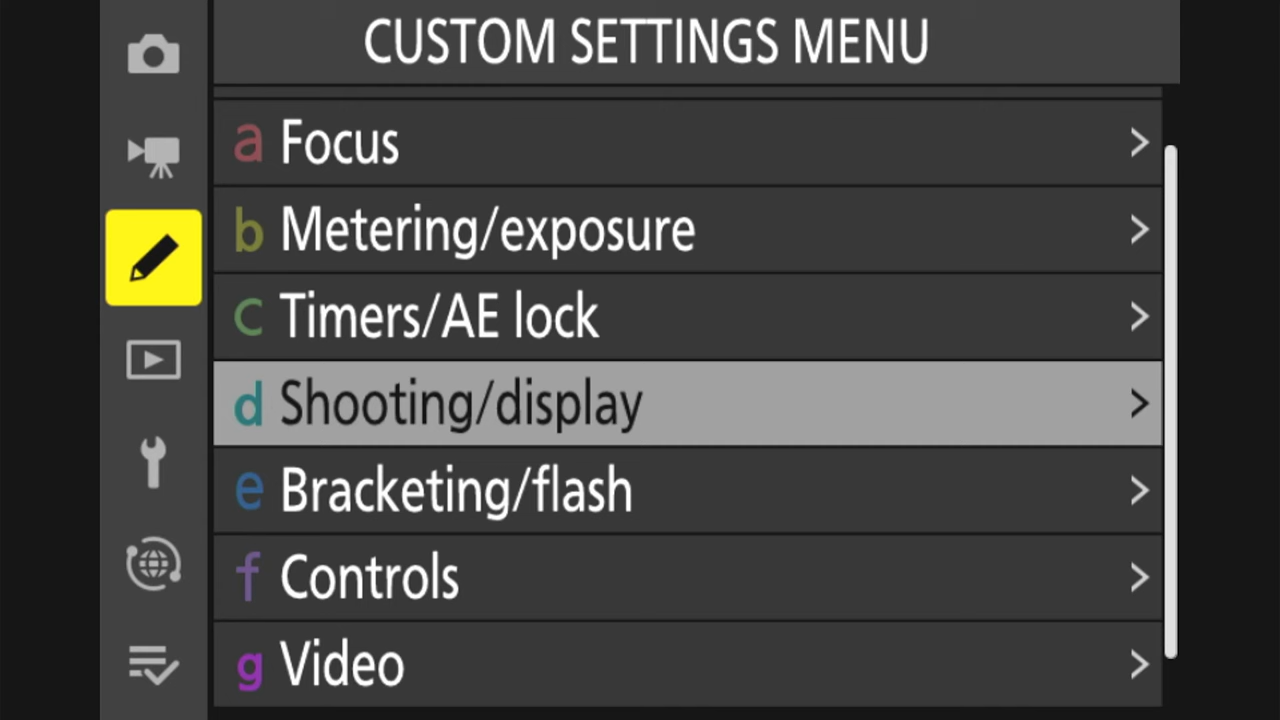 CUSTOM SETTINGS MENU
a Focus
b Metering/exposure
c Timers/AE lock
d Shooting/display
e Bracketing/flash
f Controls
g Video